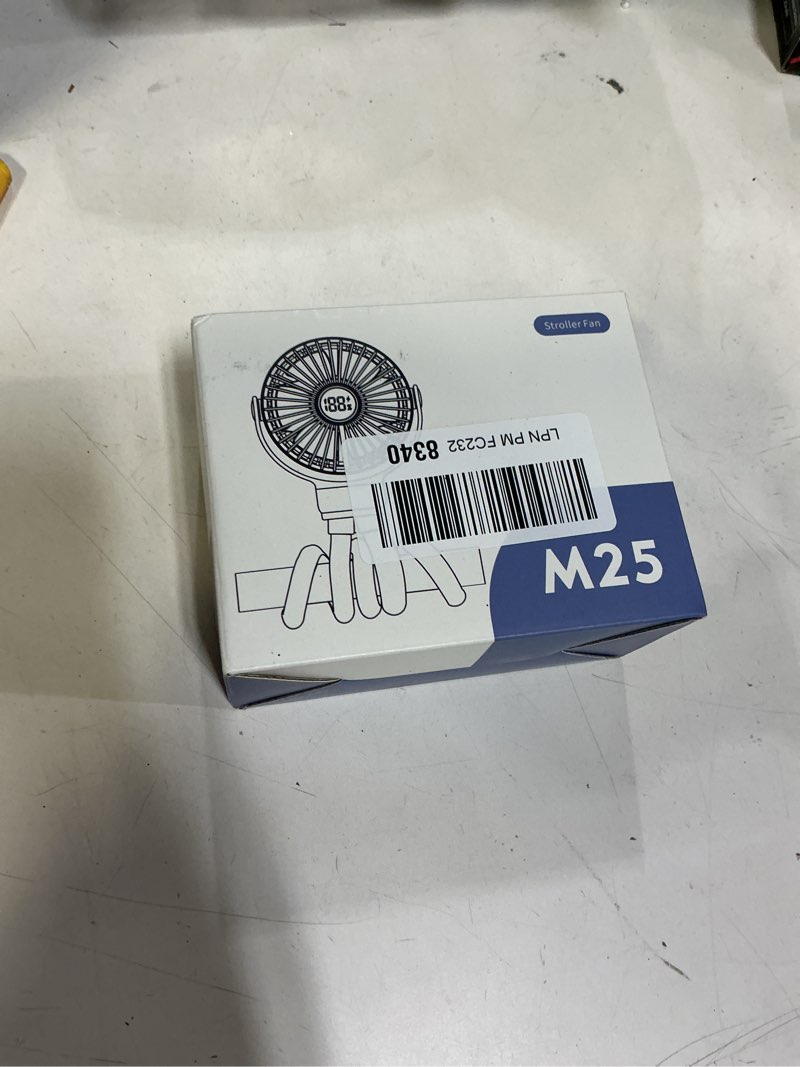 Stroller Fan
188
LPN PM FC232 8340
M25